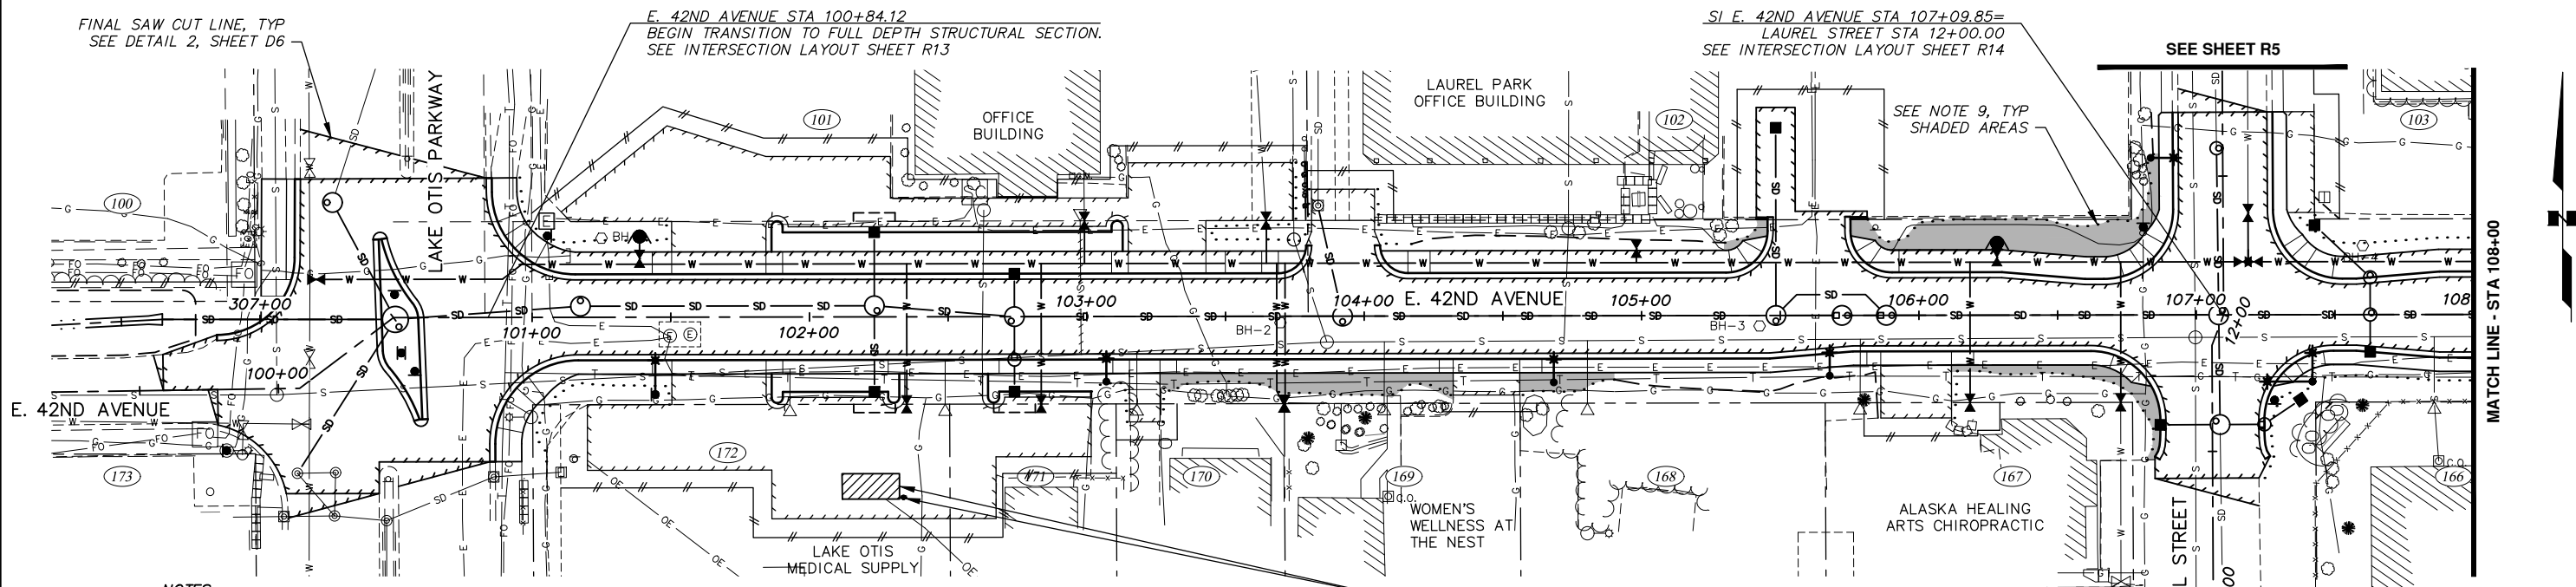 FINAL SAW CUT LINE, TYP
SEE DETAIL 2, SHEET D6
E. 42ND AVENUE STA 100+84.12
BEGIN TRANSITION TO FULL DEPTH STRUCTURAL SECTION.
SEE INTERSECTION LAYOUT SHEET R13
SI E. 42ND AVENUE STA 107+09.85=
LAUREL STREET STA 12+00.00
SEE INTERSECTION LAYOUT SHEET R14
SEE SHEET R5
LAKE OTIS PARKWAY
OFFICE
BUILDING
LAUREL PARK
OFFICE BUILDING
SEE NOTE 9, TYP
SHADED AREAS
100
101
102
103
307+00
100+00
101+00
102+00
103+00
104+00
E. 42ND AVENUE
105+00
106+00
107+00
108
12+00
BH-2
BH-3
BH-4
MATCH LINE - STA 108+00
N
E. 42ND AVENUE
173
172
171
170
169
168
167
166
C.O.
C.O.
LAKE OTIS
MEDICAL SUPPLY
WOMEN'S
WELLNESS AT
THE NEST
ALASKA HEALING
ARTS CHIROPRACTIC
L STREET
NOTES